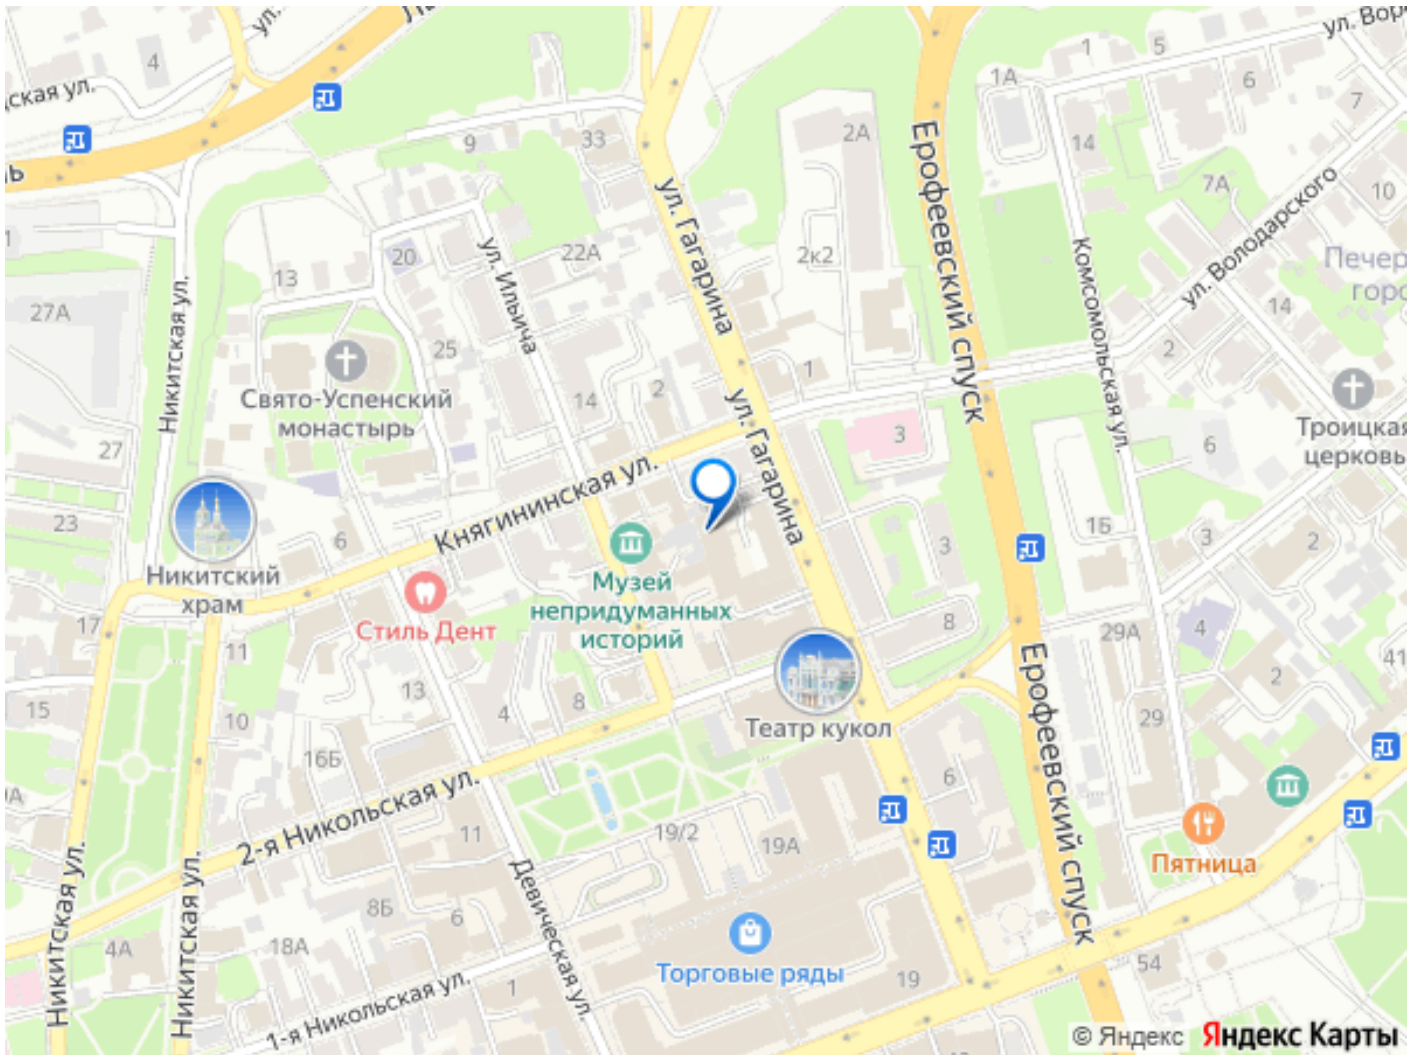 ул. Воро
5
1
1А
6
4
7
ская ул.
14
33
9
2А
7А
10
ул. Гагарина
Ерофеевский спуск
ул. Володарского
Комсомольская ул.
22А
2к2
20
13
1
27А
ул. Ильича
Никитская ул.
Печер
горо
14
25
2
1
2
Свято-Успенский
монастырь
14
2
ул. Гагарина
3
6
Троицкая
церковь
27
Княгининская ул.
23
6
1Б
3
2
3
Никитский
храм
Музей
непридуманных
историй
Стиль Дент
17
11
8
29А
4
41
Ерофеевский спуск
15
10
13
4
8
2
29
Театр кукол
16Б
6
2-я Никольская ул.
11
19/2
19А
Пятница
Девическая ул.
8Б
6
Никитская ул.
Никитская ул.
4А
18А
Торговые ряды
19
54
1
1-я Никольская ул.
© Яндекс Яндекс Карты